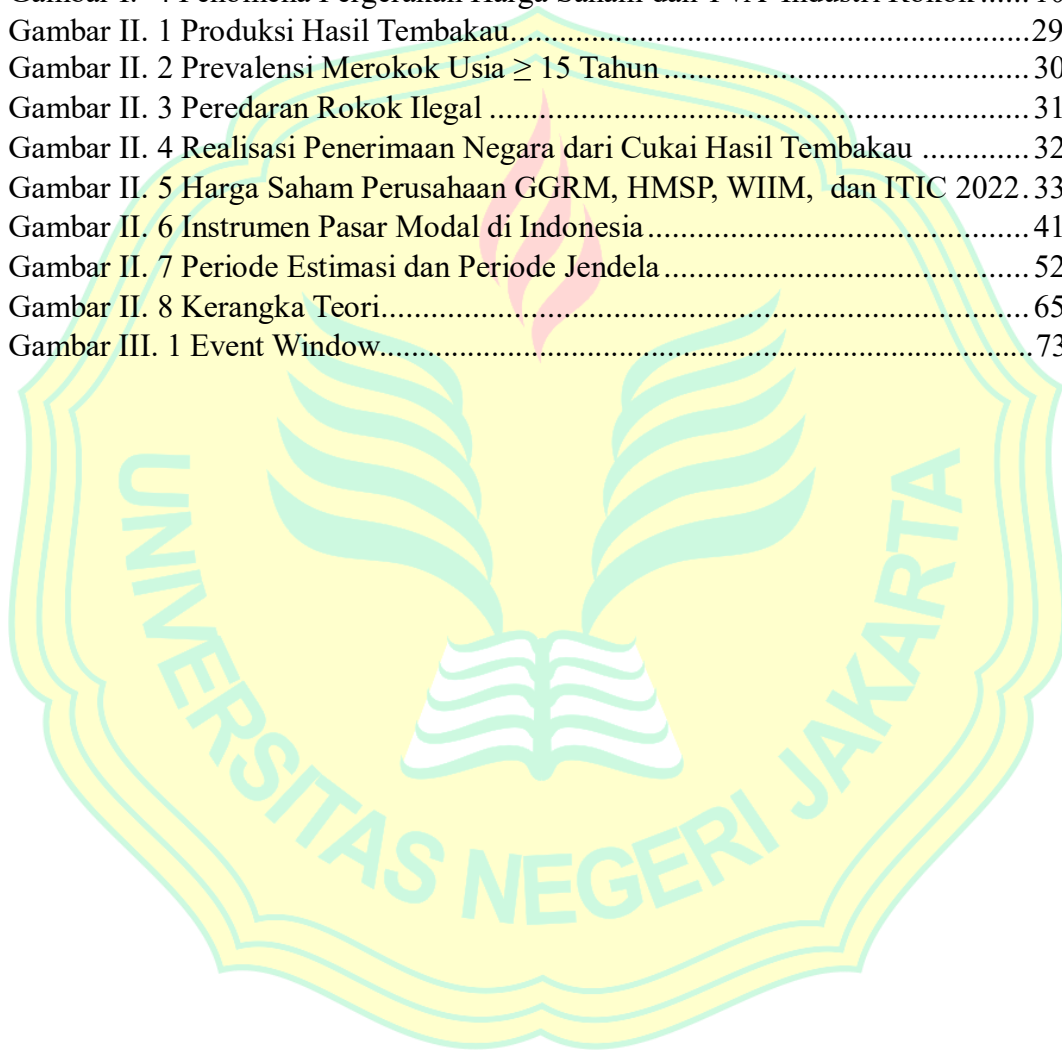 Gambar II. 1 Produksi Hasil Tembakau..................................................................29
Gambar II. 2 Prevalensi Merokok Usia ≥ 15 Tahun ..............................................30
Gambar II. 3 Peredaran Rokok Ilegal ....................................................................31
Gambar II. 4 Realisasi Penerimaan Negara dari Cukai Hasil Tembakau ..............32
Gambar II. 5 Harga Saham Perusahaan GGRM, HMSP, WIIM, dan ITIC 2022.33
Gambar II. 6 Instrumen Pasar Modal di Indonesia................................................41
Gambar II. 7 Periode Estimasi dan Periode Jendela..............................................52
Gambar II. 8 Kerangka Teori.................................................................................65
Gambar III. 1 Event Window.................................................................................73
UNIVERSITAS NEGERI JAKARTA